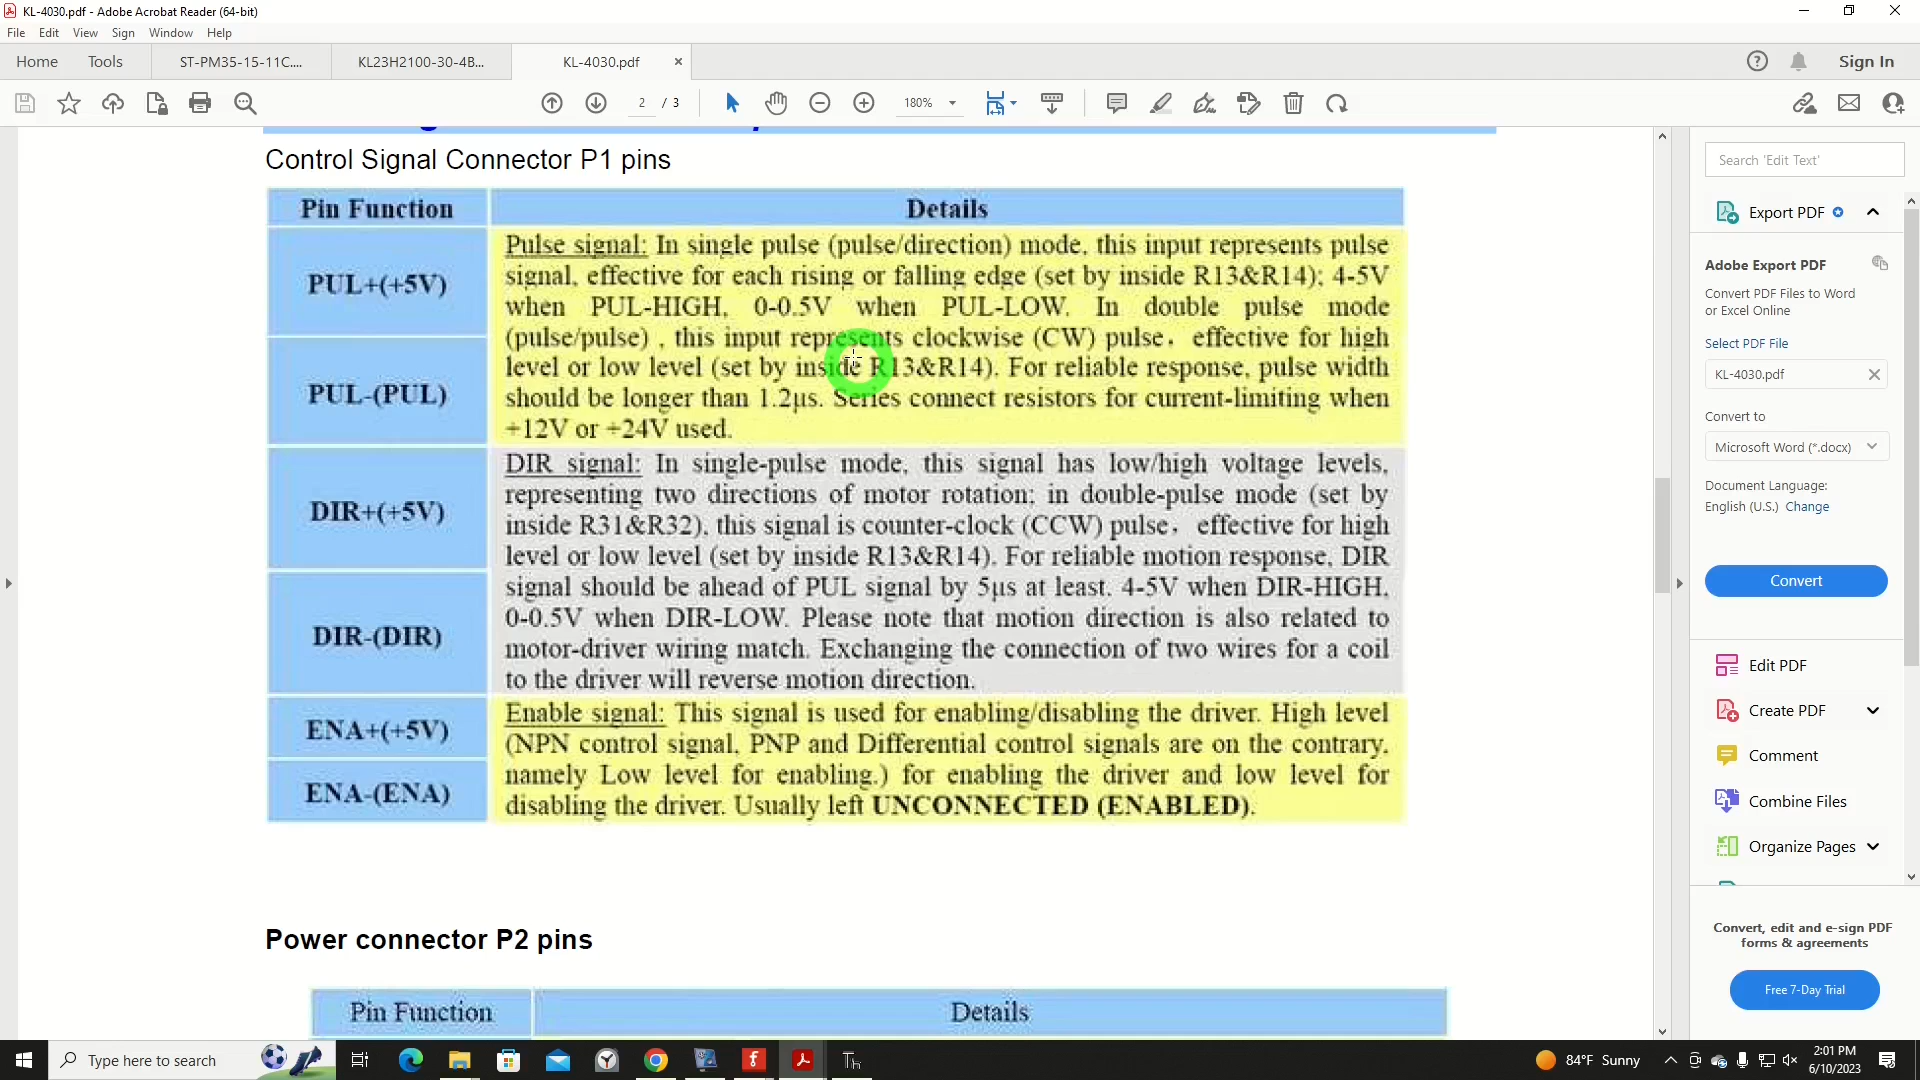 KL-4030.pdf - Adobe Acrobat Reader (64-bit)
File Edit View Sign Window Help
Home Tools ST-PM35-15-11C.... KL23H2100-30-4B... KL-4030.pdf Sign In
2 / 3 180%
Control Signal Connector P1 pins
Pin Function Details
PUL+(+5V)
PUL-(PUL)
Pulse signal: In single pulse (pulse/direction) mode, this input represents pulse
signal, effective for each rising or falling edge (set by inside R13&R14); 4-5V
when PUL-HIGH, 0-0.5V when PUL-LOW. In double pulse mode
(pulse/pulse) , this input represents clockwise (CW) pulse, effective for high
level or low level (set by inside R13&R14). For reliable response, pulse width
should be longer than 1.2μs. Series connect resistors for current-limiting when
+12V or +24V used.
DIR+(+5V)
DIR-(DIR)
DIR signal: In single-pulse mode, this signal has low/high voltage levels,
representing two directions of motor rotation; in double-pulse mode (set by
inside R31&R32), this signal is counter-clock (CCW) pulse, effective for high
level or low level (set by inside R13&R14). For reliable motion response, DIR
signal should be ahead of PUL signal by 5μs at least. 4-5V when DIR-HIGH,
0-0.5V when DIR-LOW. Please note that motion direction is also related to
motor-driver wiring match. Exchanging the connection of two wires for a coil
to the driver will reverse motion direction.
ENA+(+5V)
ENA-(ENA)
Enable signal: This signal is used for enabling/disabling the driver. High level
(NPN control signal, PNP and Differential control signals are on the contrary,
namely Low level for enabling.) for enabling the driver and low level for
disabling the driver. Usually left UNCONNECTED (ENABLED).
Power connector P2 pins
Pin Function Details
Search 'Edit Text'
Export PDF
Adobe Export PDF
Convert PDF Files to Word
or Excel Online
Select PDF File
KL-4030.pdf
Convert to
Microsoft Word (*.docx)
Document Language:
English (U.S.) Change
Convert
Edit PDF
Create PDF
Comment
Combine Files
Organize Pages
Convert, edit and e-sign PDF
forms & agreements
Free 7-Day Trial
Type here to search
84°F Sunny
2:01 PM
6/10/2023